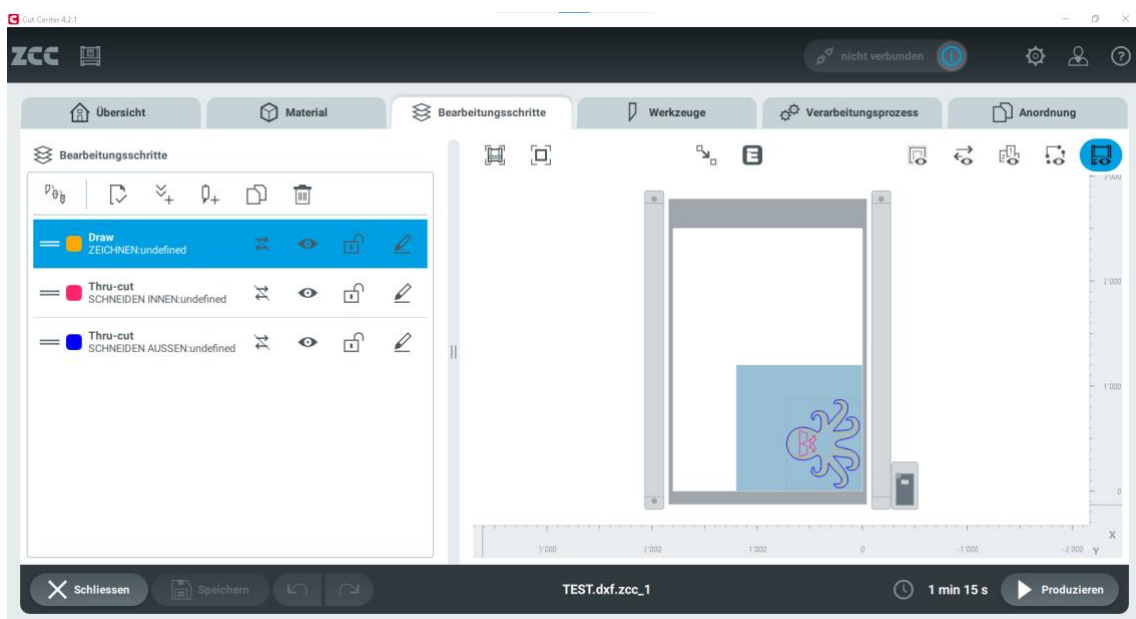 Cut Center 4.2.1
zcc
nicht verbunden
Übersicht
Material
Bearbeitungsschritte
Werkzeuge
Verarbeitungsprozess
Anordnung
Bearbeitungsschritte
Draw
ZEICHNEN:undefined
Thru-cut
SCHNEIDEN INNEN:undefined
Thru-cut
SCHNEIDEN AUSSEN:undefined
3'000
2'000
1'000
0
X
3'000
2'000
1'000
0
-1'000
-2'000
Y
Schliessen
Speichern
TEST.dxf.zcc_1
1 min 15 s
Produzieren